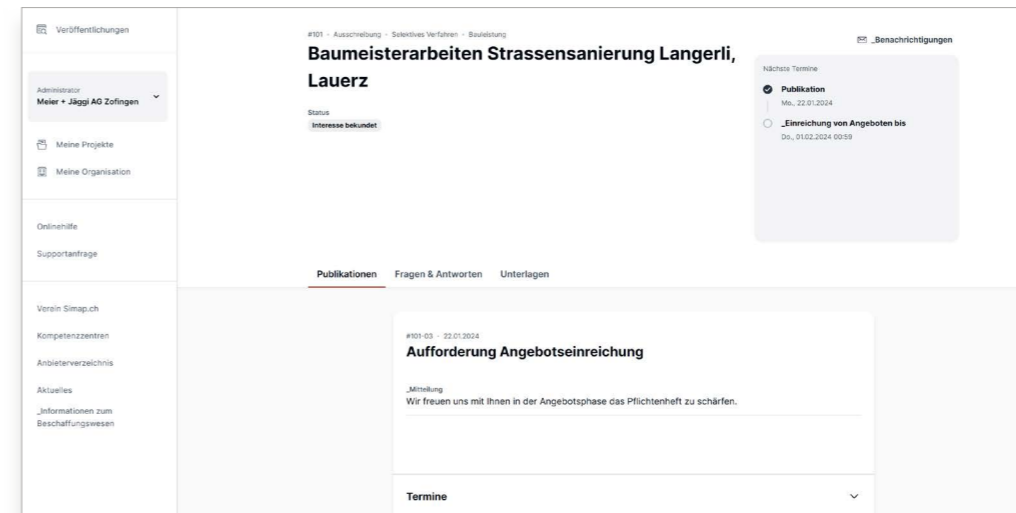 Veröffentlichungen
Administrator
Meier + Jäggi AG Zofingen
Meine Projekte
Meine Organisation
Onlinehilfe
Supportanfrage
Verein Simap.ch
Kompetenzzentren
Anbieterverzeichnis
Aktuelles
_Informationen zum
Beschaffungswesen
#101 - Ausschreibung - Selektives Verfahren - Bauleistung
Baumeisterarbeiten Strassensanierung Langerli,
Lauerz
Status
Interesse bekundet
_Benachrichtigungen
Nächste Termine
Publikation
Mo., 22.01.2024
_Einreichung von Angeboten bis
Do., 01.02.2024 00:59
Publikationen Fragen & Antworten Unterlagen
#101-03 - 22.01.2024
Aufforderung Angebotseinreichung
_Mitteilung
Wir freuen uns mit Ihnen in der Angebotsphase das Pflichtenheft zu schärfen.
Termine